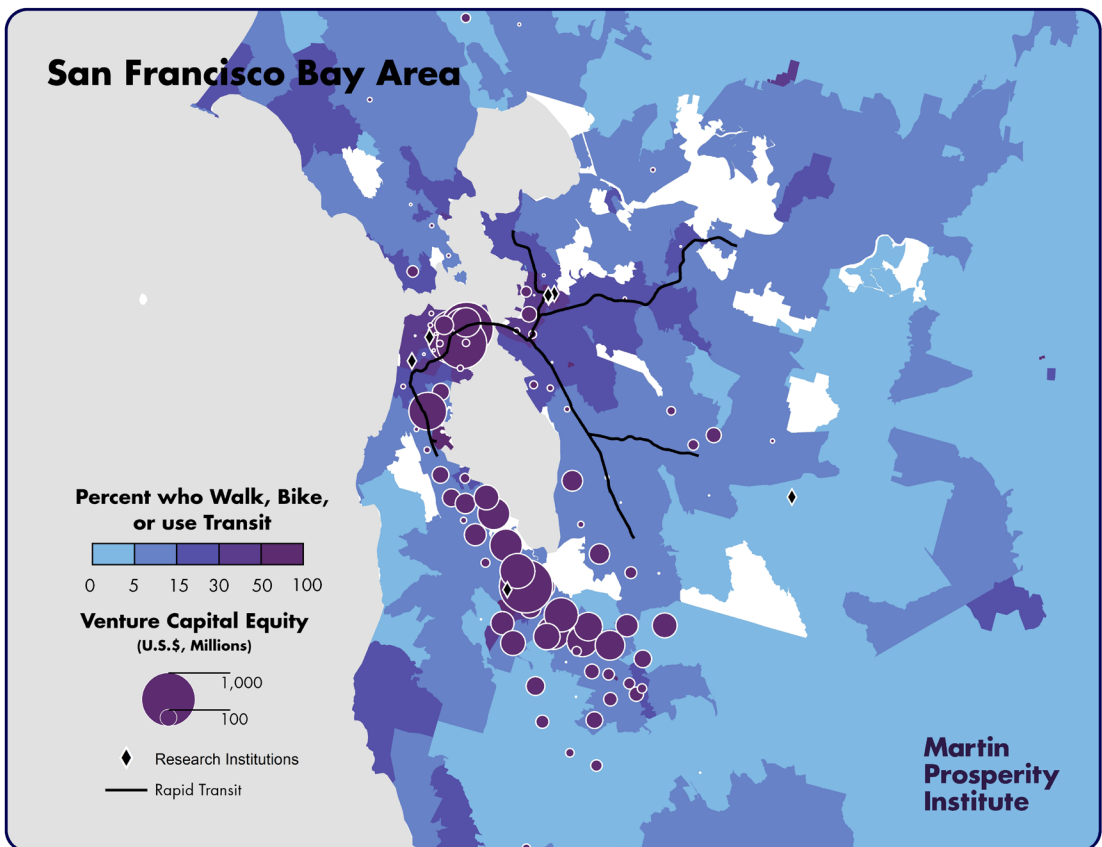 San Francisco Bay Area
Percent who Walk, Bike,
or use Transit
0 5 15 30 50 100
Venture Capital Equity
(U.S.$, Millions)
1,000
100
Research Institutions
Rapid Transit
Martin
Prosperity
Institute